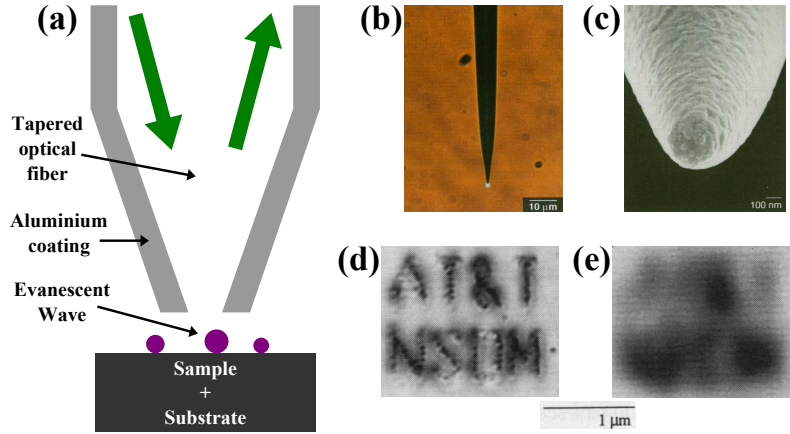 (a)
Tapered
optical
fiber
Aluminium
coating
Evanescent
Wave
Sample
+
Substrate
(b)
10 µm
(c)
100 nm
(d)
AT&T
NSOM
(e)
1 µm